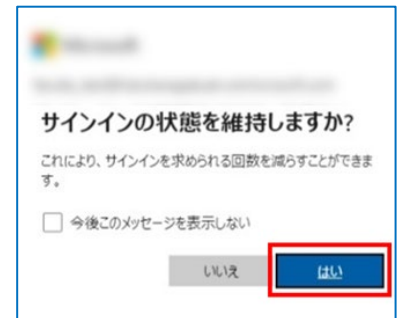 サインインの状態を維持しますか?
これにより、サインインを求められる回数を減らすことができま
す。
今後このメッセージを表示しない
いいえ
はい